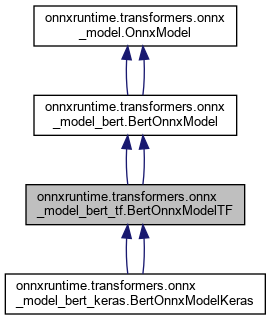 onnxruntime.transformers.onnx
_model.OnnxModel
onnxruntime.transformers.onnx
_model_bert.BertOnnxModel
onnxruntime.transformers.onnx
_model_bert_tf.BertOnnxModelTF
onnxruntime.transformers.onnx
_model_bert_keras.BertOnnxModelKeras